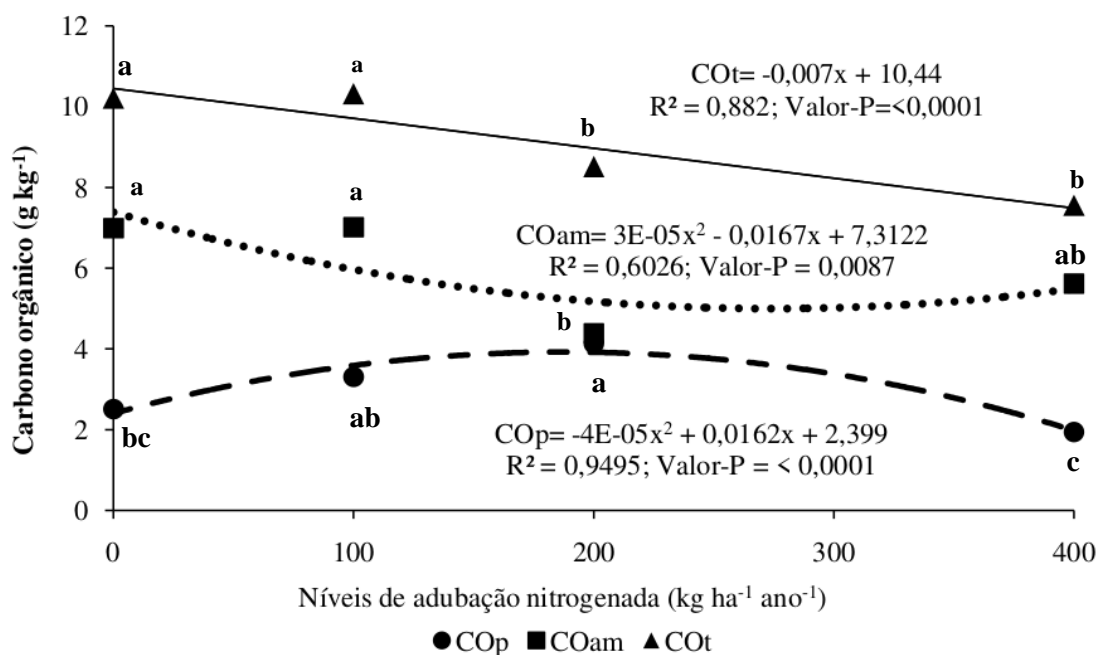 12
10
8
6
4
2
0
Carbono orgânico (g kg⁻¹)
a
a
COt= -0,007x + 10,44
R² = 0,882; Valor-P=<0,0001
b
b
a
a
COam= 3E-05x² - 0,0167x + 7,3122
R² = 0,6026; Valor-P = 0,0087
ab
b
a
bc
ab
COp= -4E-05x² + 0,0162x + 2,399
R² = 0,9495; Valor-P = < 0,0001
c
0 100 200 300 400
Níveis de adubação nitrogenada (kg ha⁻¹ ano⁻¹)
COp COam COt